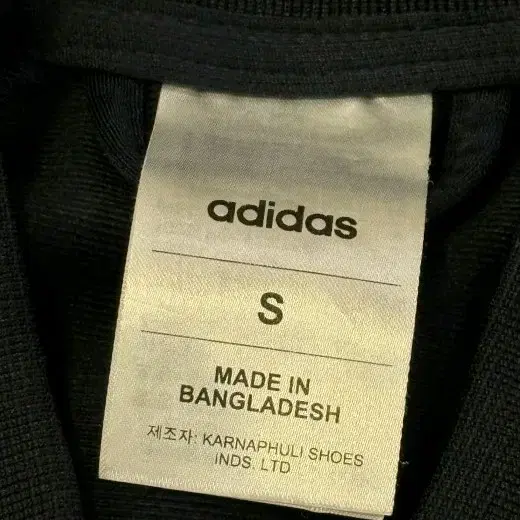 adidas
S
MADE IN
BANGLADESH
제조자: KARNAPHULI SHOES
INDS. LTD